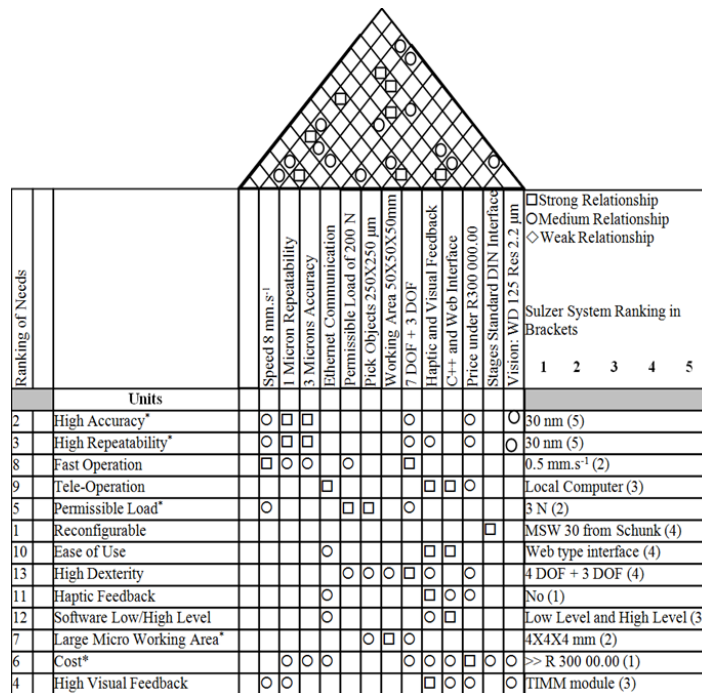 Strong Relationship
Medium Relationship
Weak Relationship
Sulzer System Ranking in
Brackets
1 2 3 4 5
Ranking of Needs
Speed 8 mm.s⁻¹
1 Micron Repeatability
3 Microns Accuracy
Ethernet Communication
Permissible Load of 200 N
Pick Objects 250X250 μm
Working Area 50X50X50mm
7 DOF + 3 DOF
Haptic and Visual Feedback
C++ and Web Interface
Price under R300 000.00
Stages Standard DIN Interface
Vision: WD 125 Res 2.2 μm
Units
2 High Accuracy* 30 nm (5)
3 High Repeatability* 30 nm (5)
8 Fast Operation 0.5 mm.s⁻¹ (2)
9 Tele-Operation Local Computer (3)
5 Permissible Load* 3 N (2)
1 Reconfigurable MSW 30 from Schunk (4)
10 Ease of Use Web type interface (4)
13 High Dexterity 4 DOF + 3 DOF (4)
11 Haptic Feedback No (1)
12 Software Low/High Level Low Level and High Level (3
7 Large Micro Working Area* 4X4X4 mm (2)
6 Cost* >> R 300 00.00 (1)
4 High Visual Feedback TIMM module (3)